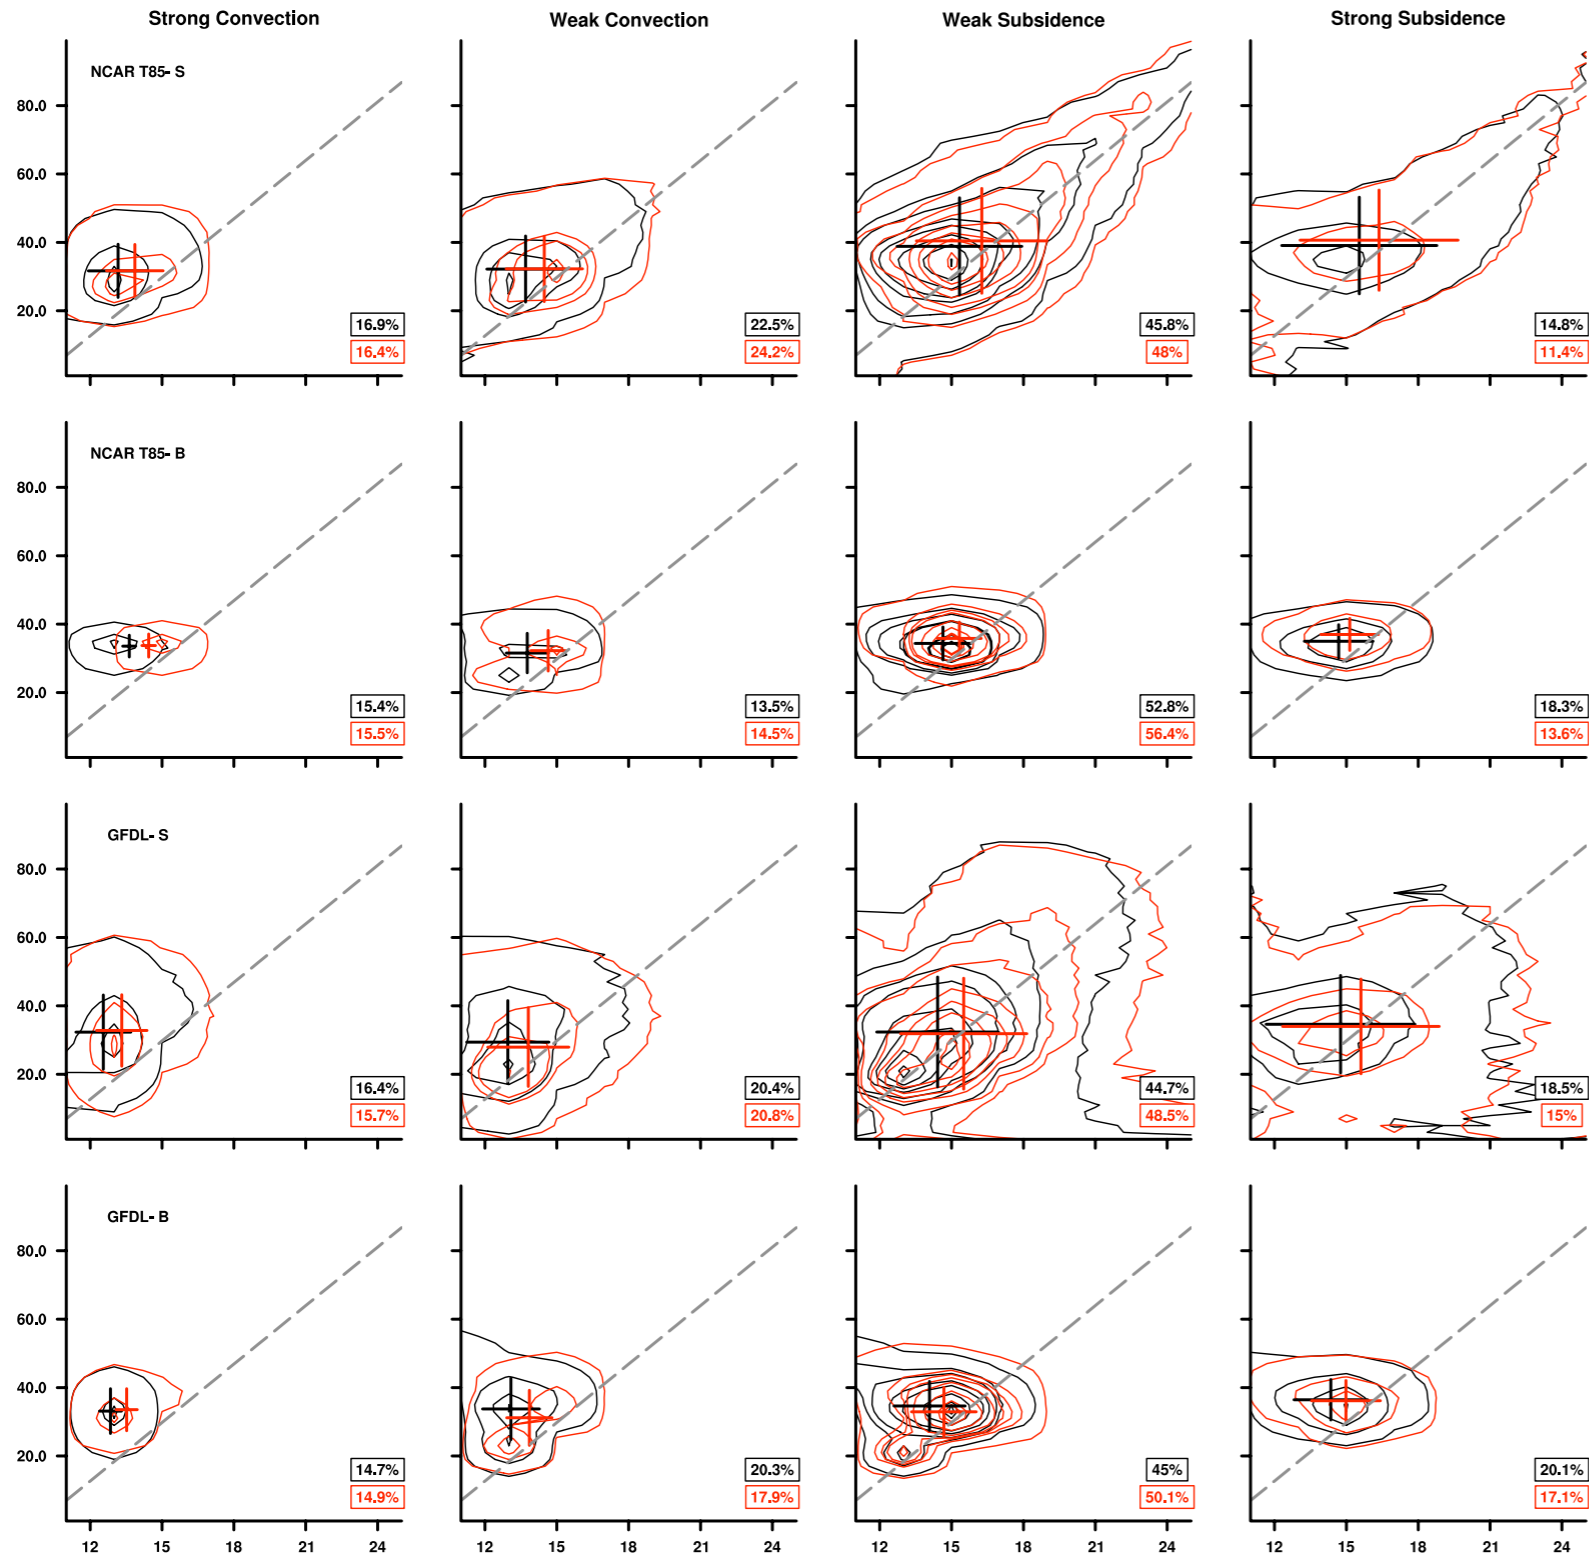 Strong Convection Weak Convection Weak Subsidence Strong Subsidence
NCAR T85- S
80.0
60.0
40.0
20.0
16.9% 22.5% 45.8% 14.8%
16.4% 24.2% 48% 11.4%
NCAR T85- B
80.0
60.0
40.0
20.0
15.4% 13.5% 52.8% 18.3%
15.5% 14.5% 56.4% 13.6%
GFDL- S
80.0
60.0
40.0
20.0
16.4% 20.4% 44.7% 18.5%
15.7% 20.8% 48.5% 15%
GFDL- B
80.0
60.0
40.0
20.0
14.7% 20.3% 45% 20.1%
14.9% 17.9% 50.1% 17.1%
12 15 18 21 24 12 15 18 21 24 12 15 18 21 24 12 15 18 21 24